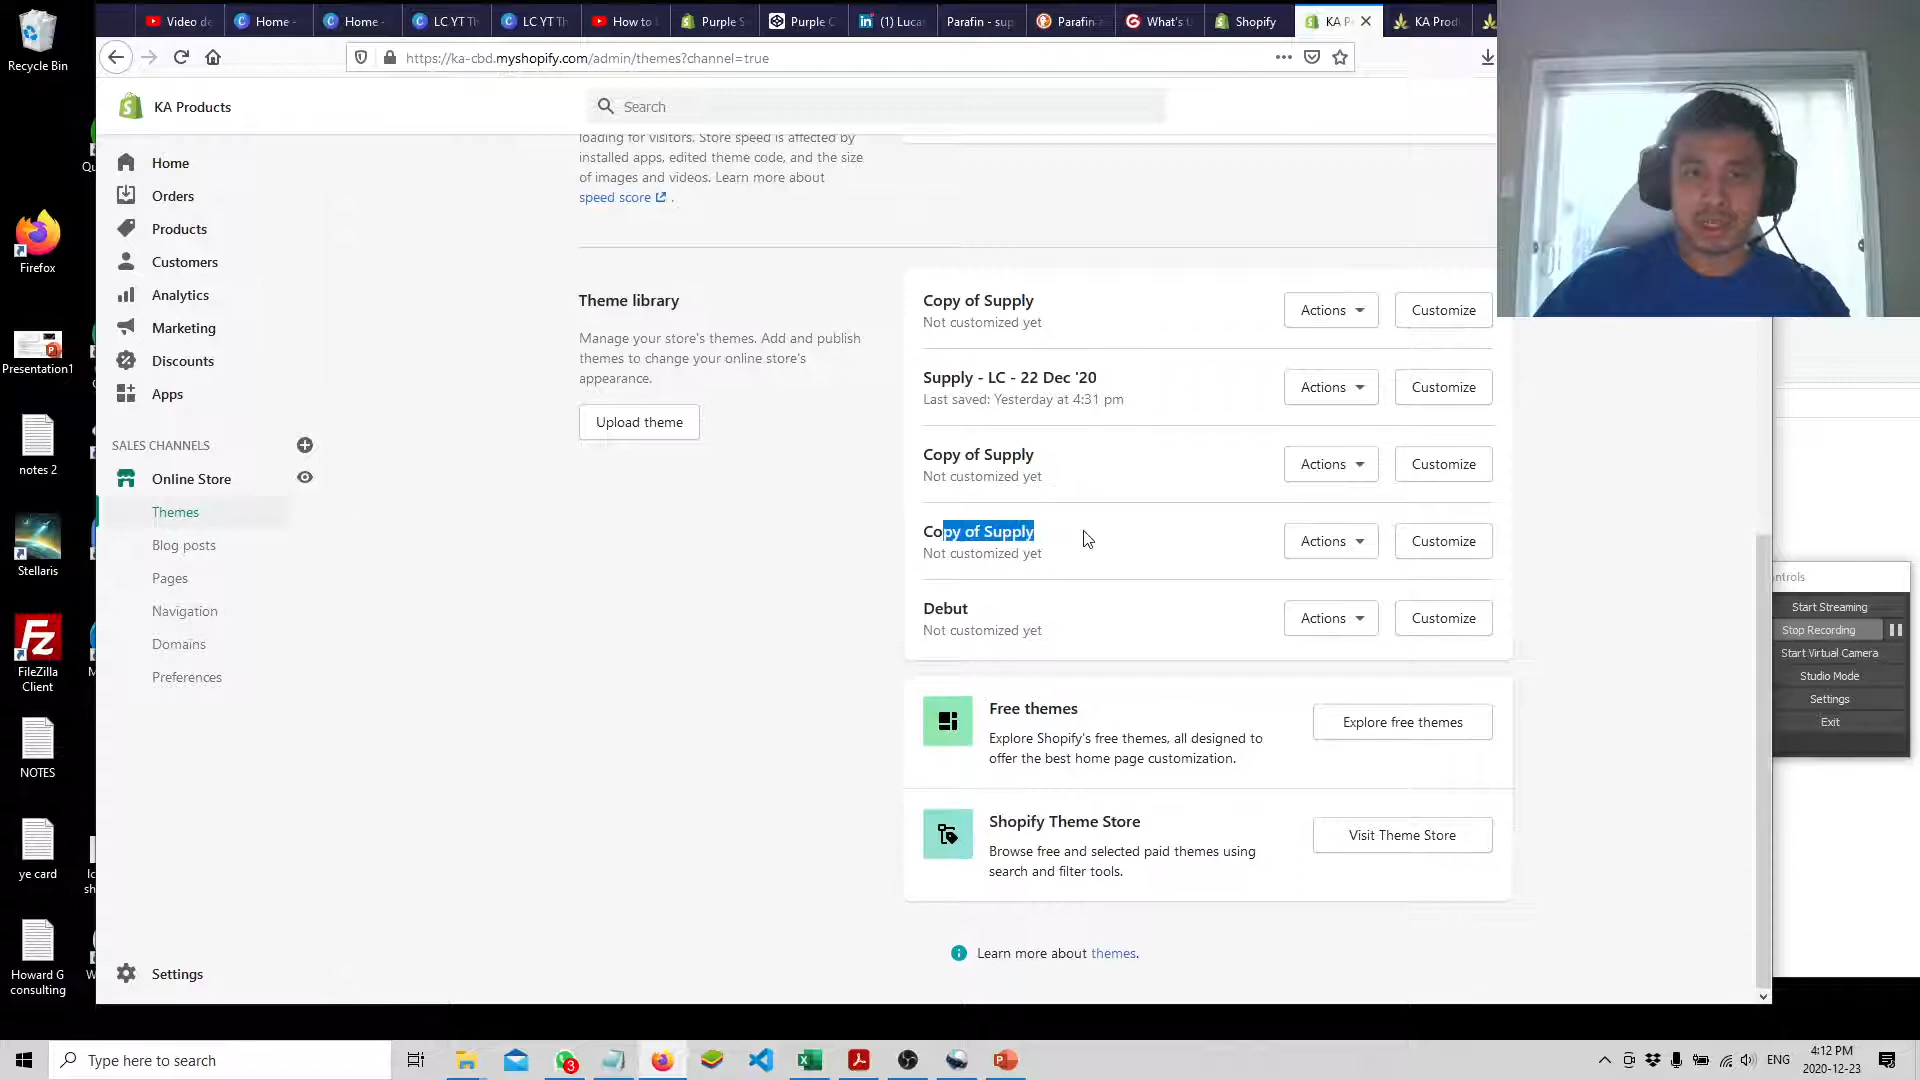 Recycle Bin
Firefox
Presentation1
notes 2
Stellaris
FileZilla
Client
NOTES
ye card
Howard G
consulting
Video de
Home -
Home -
LC YT Th
LC YT Th
How to
Purple S
Purple C
(1) Luca
Parafin - sup
Parafin
What's
Shopify
KA P
KA Prod
https://ka-cbd.myshopify.com/admin/themes?channel=true
KA Products
Search
Home
Orders
Products
Customers
Analytics
Marketing
Discounts
Apps
SALES CHANNELS
Online Store
Themes
Blog posts
Pages
Navigation
Domains
Preferences
Settings
loading for visitors. Store speed is affected by
installed apps, edited theme code, and the size
of images and videos. Learn more about
speed score .
Theme library
Manage your store's themes. Add and publish
themes to change your online store's
appearance.
Upload theme
Copy of Supply
Not customized yet
Actions
Customize
Supply - LC - 22 Dec '20
Last saved: Yesterday at 4:31 pm
Actions
Customize
Copy of Supply
Not customized yet
Actions
Customize
Copy of Supply
Not customized yet
Actions
Customize
Debut
Not customized yet
Actions
Customize
Free themes
Explore Shopify's free themes, all designed to
offer the best home page customization.
Explore free themes
Shopify Theme Store
Browse free and selected paid themes using
search and filter tools.
Visit Theme Store
Learn more about themes.
ntrols
Start Streaming
Stop Recording
Start Virtual Camera
Studio Mode
Settings
Exit
Type here to search
3
ENG
4:12 PM
2020-12-23